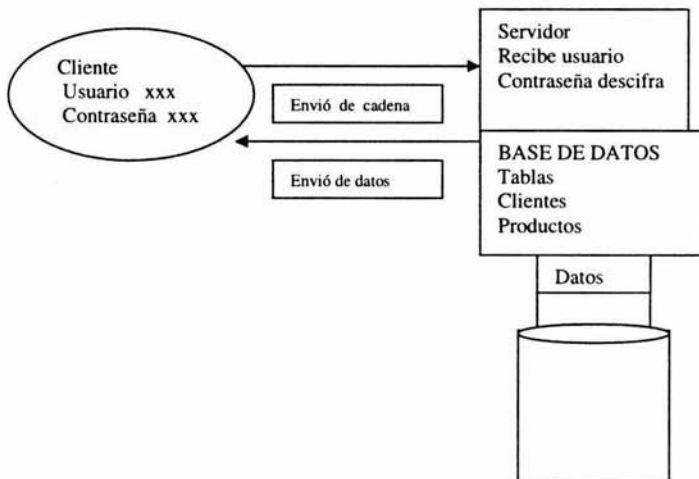 Cliente
Usuario xxx
Contraseña xxx
Envió de cadena
Envió de datos
Servidor
Recibe usuario
Contraseña descifra
BASE DE DATOS
Tablas
Clientes
Productos
Datos